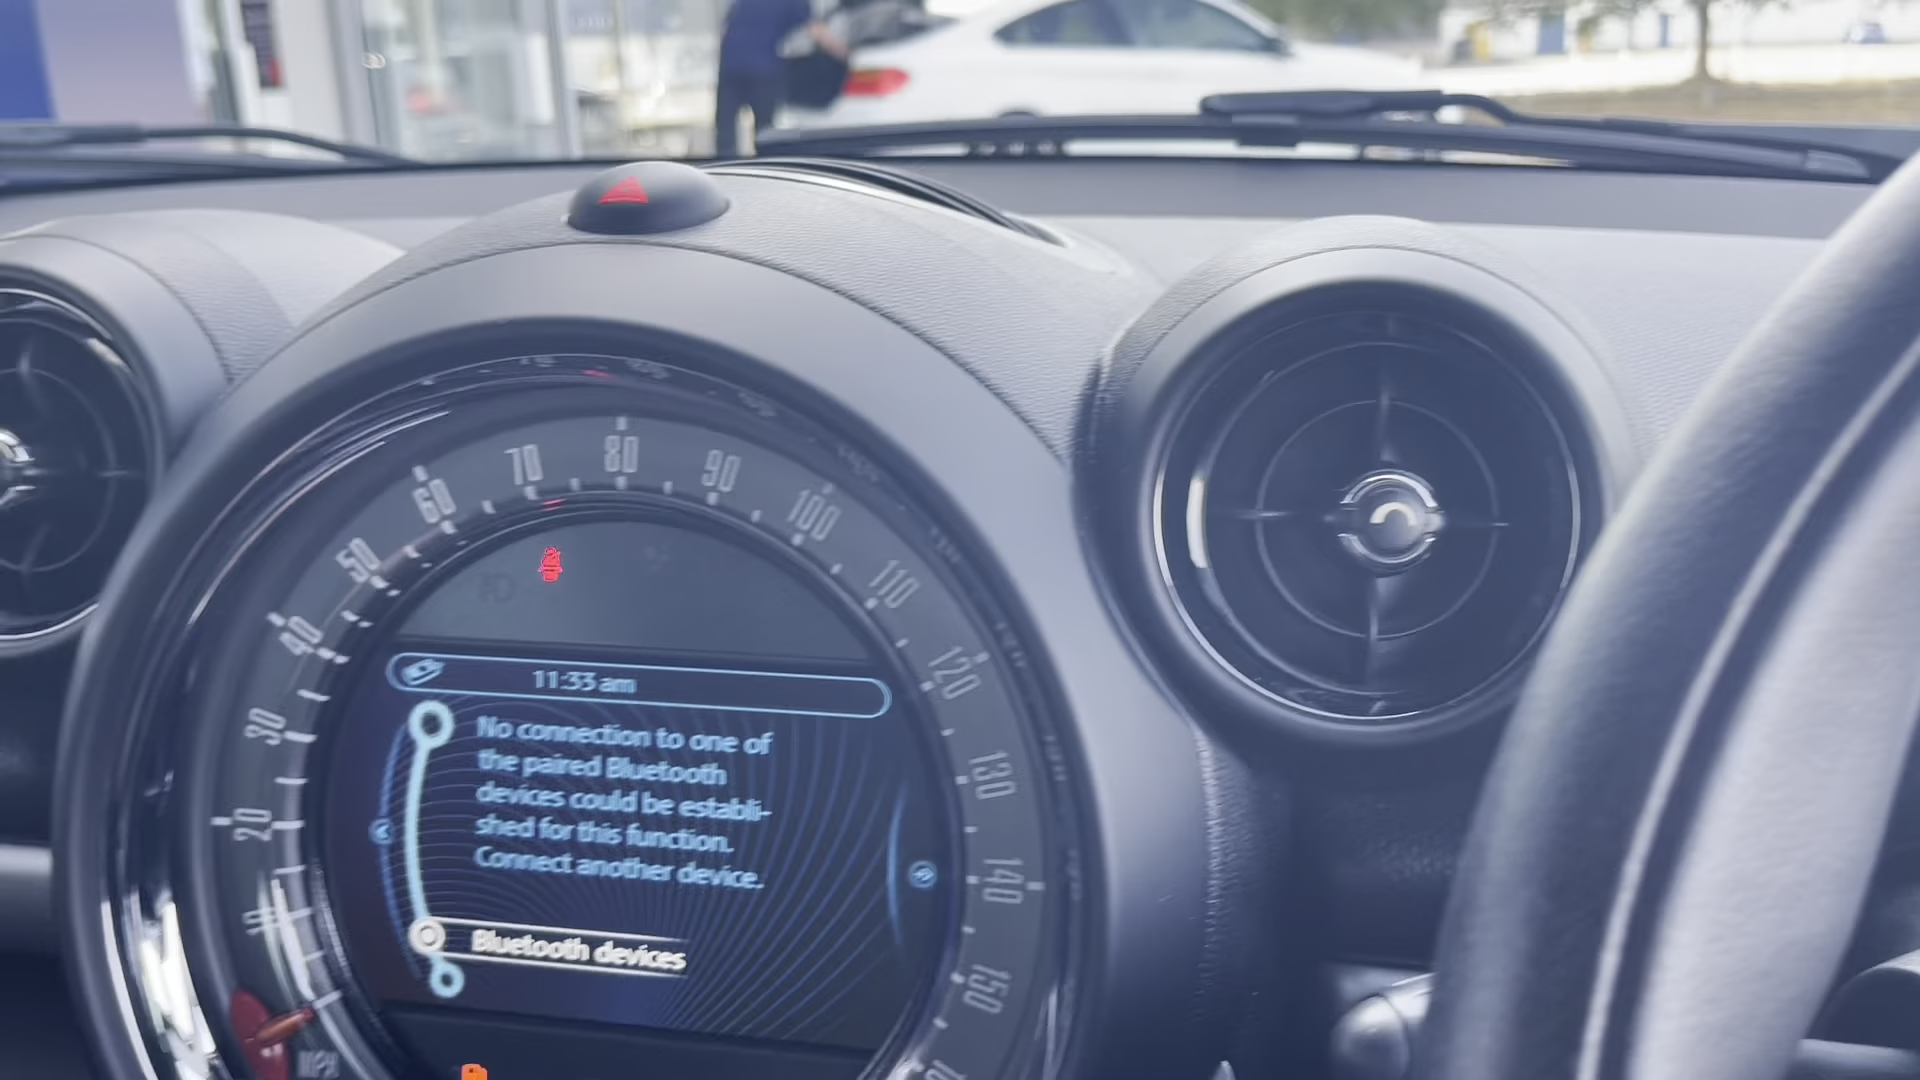 80
70
90
60
100
50
110
40
120
11:33 am
30
No connection to one of
the paired Bluetooth
130
devices could be establi-
20
shed for this function.
Connect another device.
140
10
Bluetooth devices
150
MPH